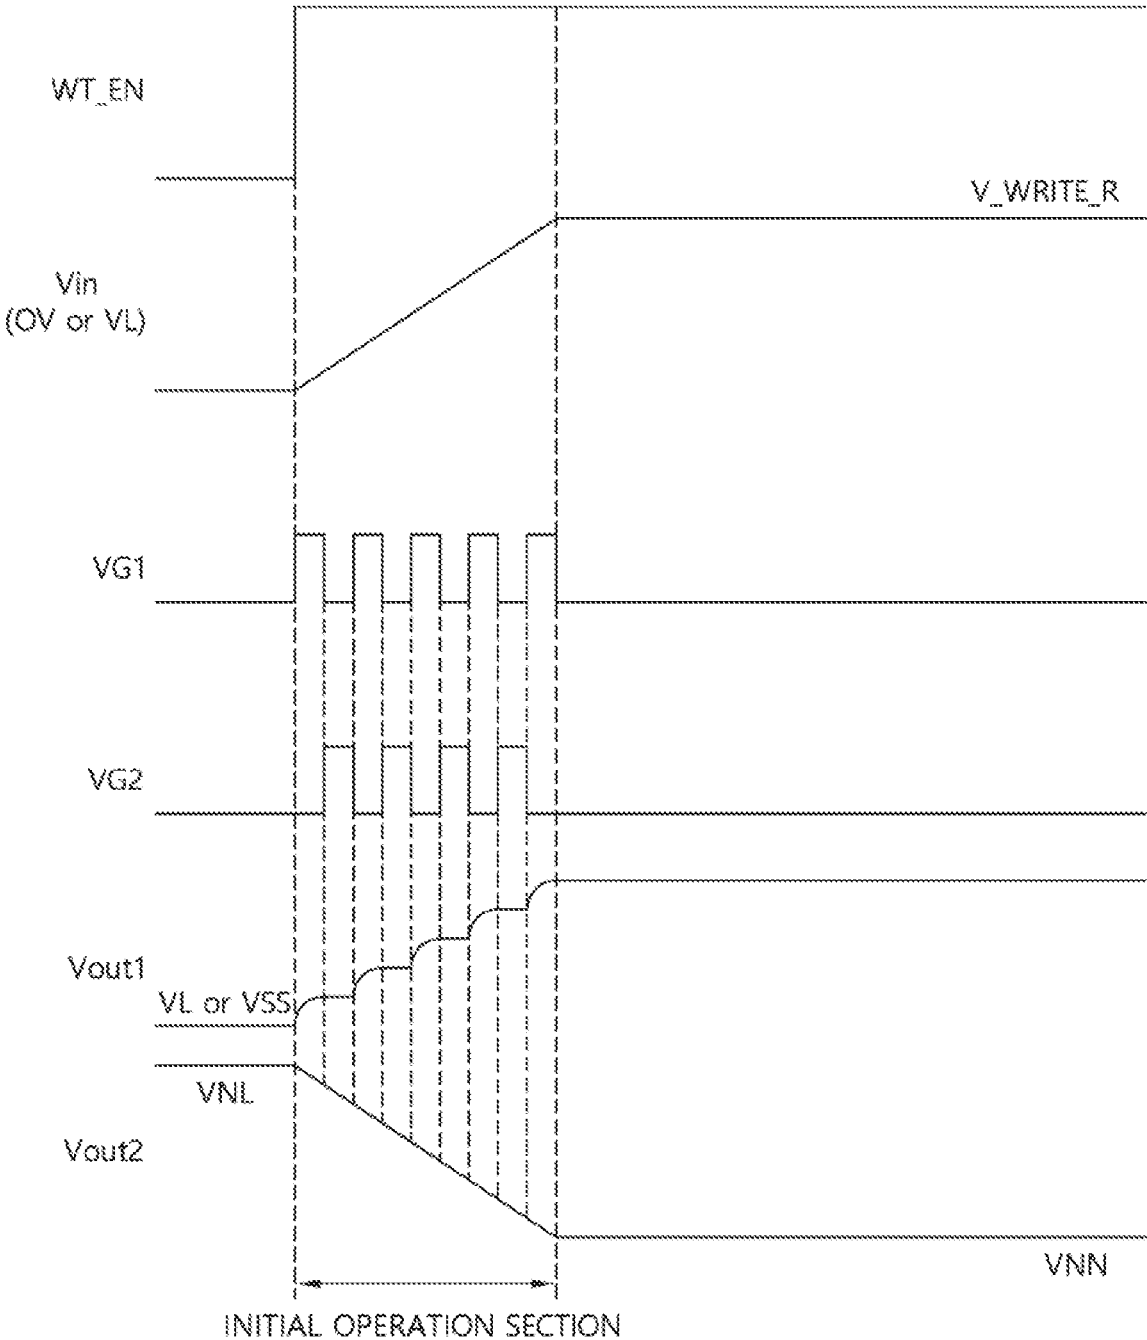 WT_EN
V_WRITE_R
Vin
(OV or VL)
VG1
VG2
Vout1
VL or VSS
VNL
Vout2
VNN
INITIAL OPERATION SECTION